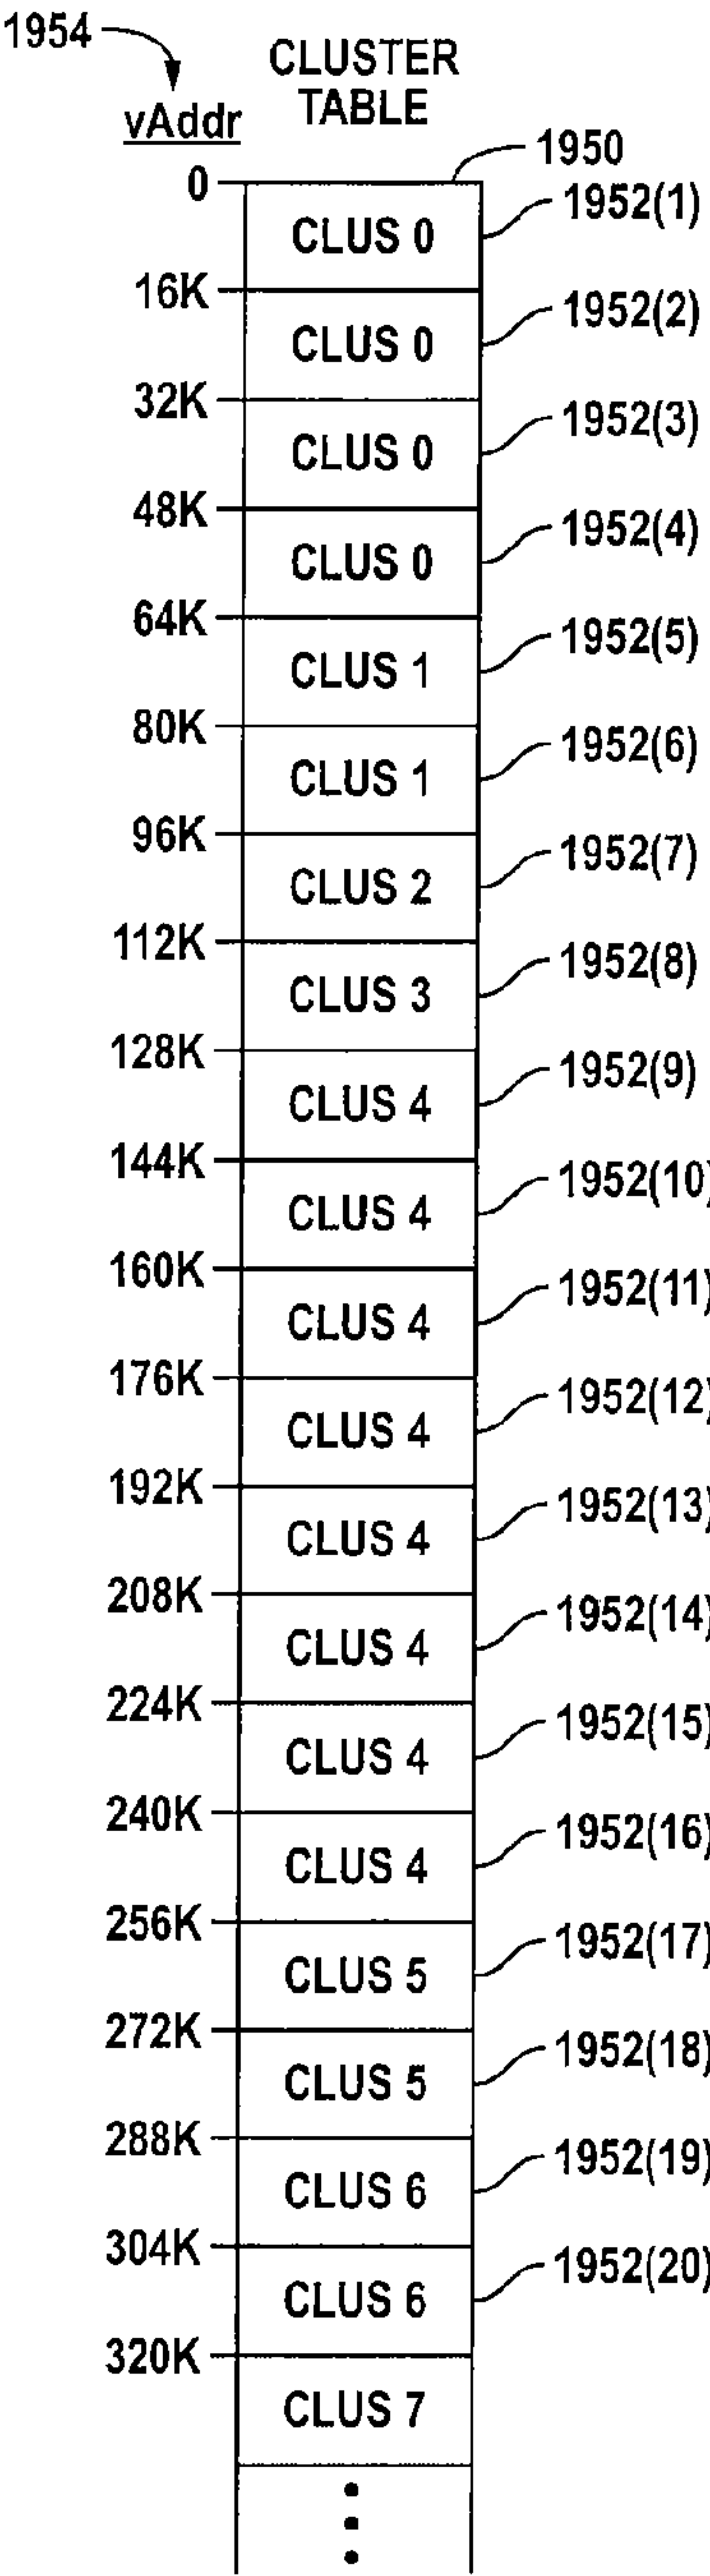 1954
CLUSTER
TABLE
vAddr
1950
0
1952(1)
CLUS 0
16K
1952(2)
CLUS 0
32K
1952(3)
CLUS 0
48K
1952(4)
CLUS 0
64K
1952(5)
CLUS 1
80K
1952(6)
CLUS 1
96K
1952(7)
CLUS 2
112K
1952(8)
CLUS 3
128K
1952(9)
CLUS 4
144K
1952(10)
CLUS 4
160K
1952(11)
CLUS 4
176K
1952(12)
CLUS 4
192K
1952(13)
CLUS 4
208K
1952(14)
CLUS 4
224K
1952(15)
CLUS 4
240K
1952(16)
CLUS 4
256K
1952(17)
CLUS 5
272K
1952(18)
CLUS 5
288K
1952(19)
CLUS 6
304K
1952(20)
CLUS 6
320K
CLUS 7